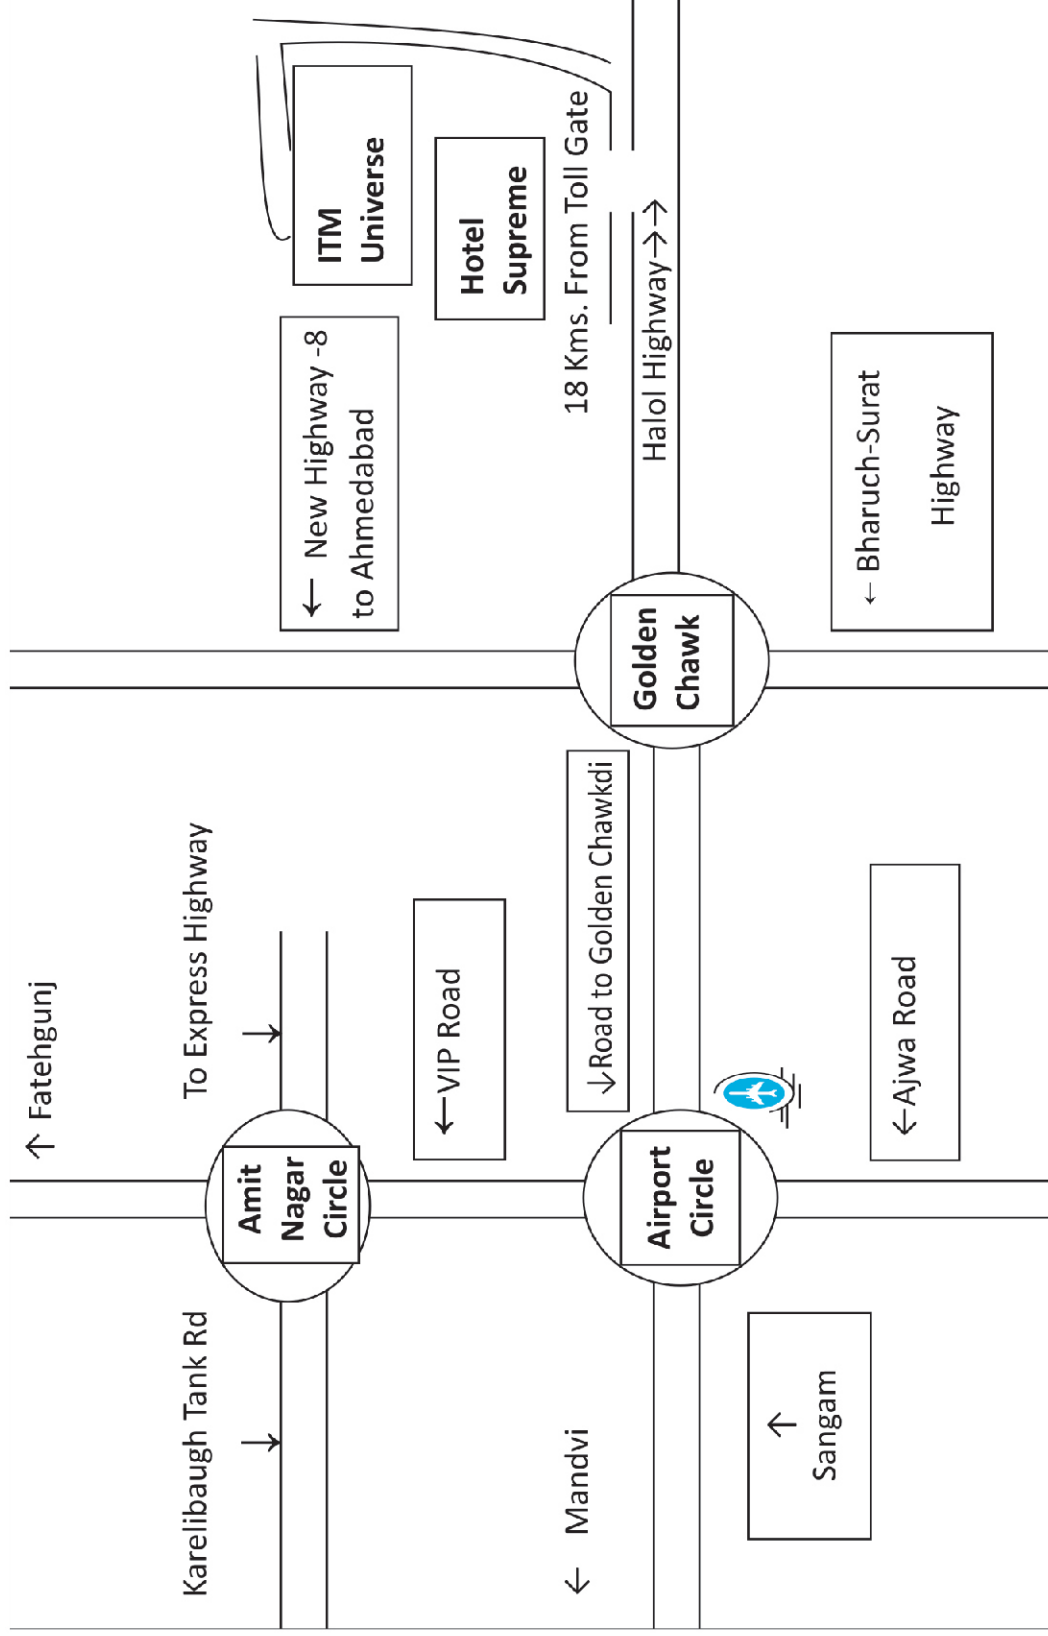 ↑ Fatehgunj
Karelibaugh Tank Rd
↓
To Express Highway
↓
Amit
Nagar
Circle
↑ New Highway -8
to Ahmedabad
ITM
Universe
↑ VIP Road
Hotel
Supreme
↑ Mandvi
↑ Road to Golden Chawkdi
18 Kms. From Toll Gate
Airport
Circle
Golden
Chawk
Halol Highway→→
↑
Sangam
↑ Ajwa Road
↑ Bharuch-Surat
Highway